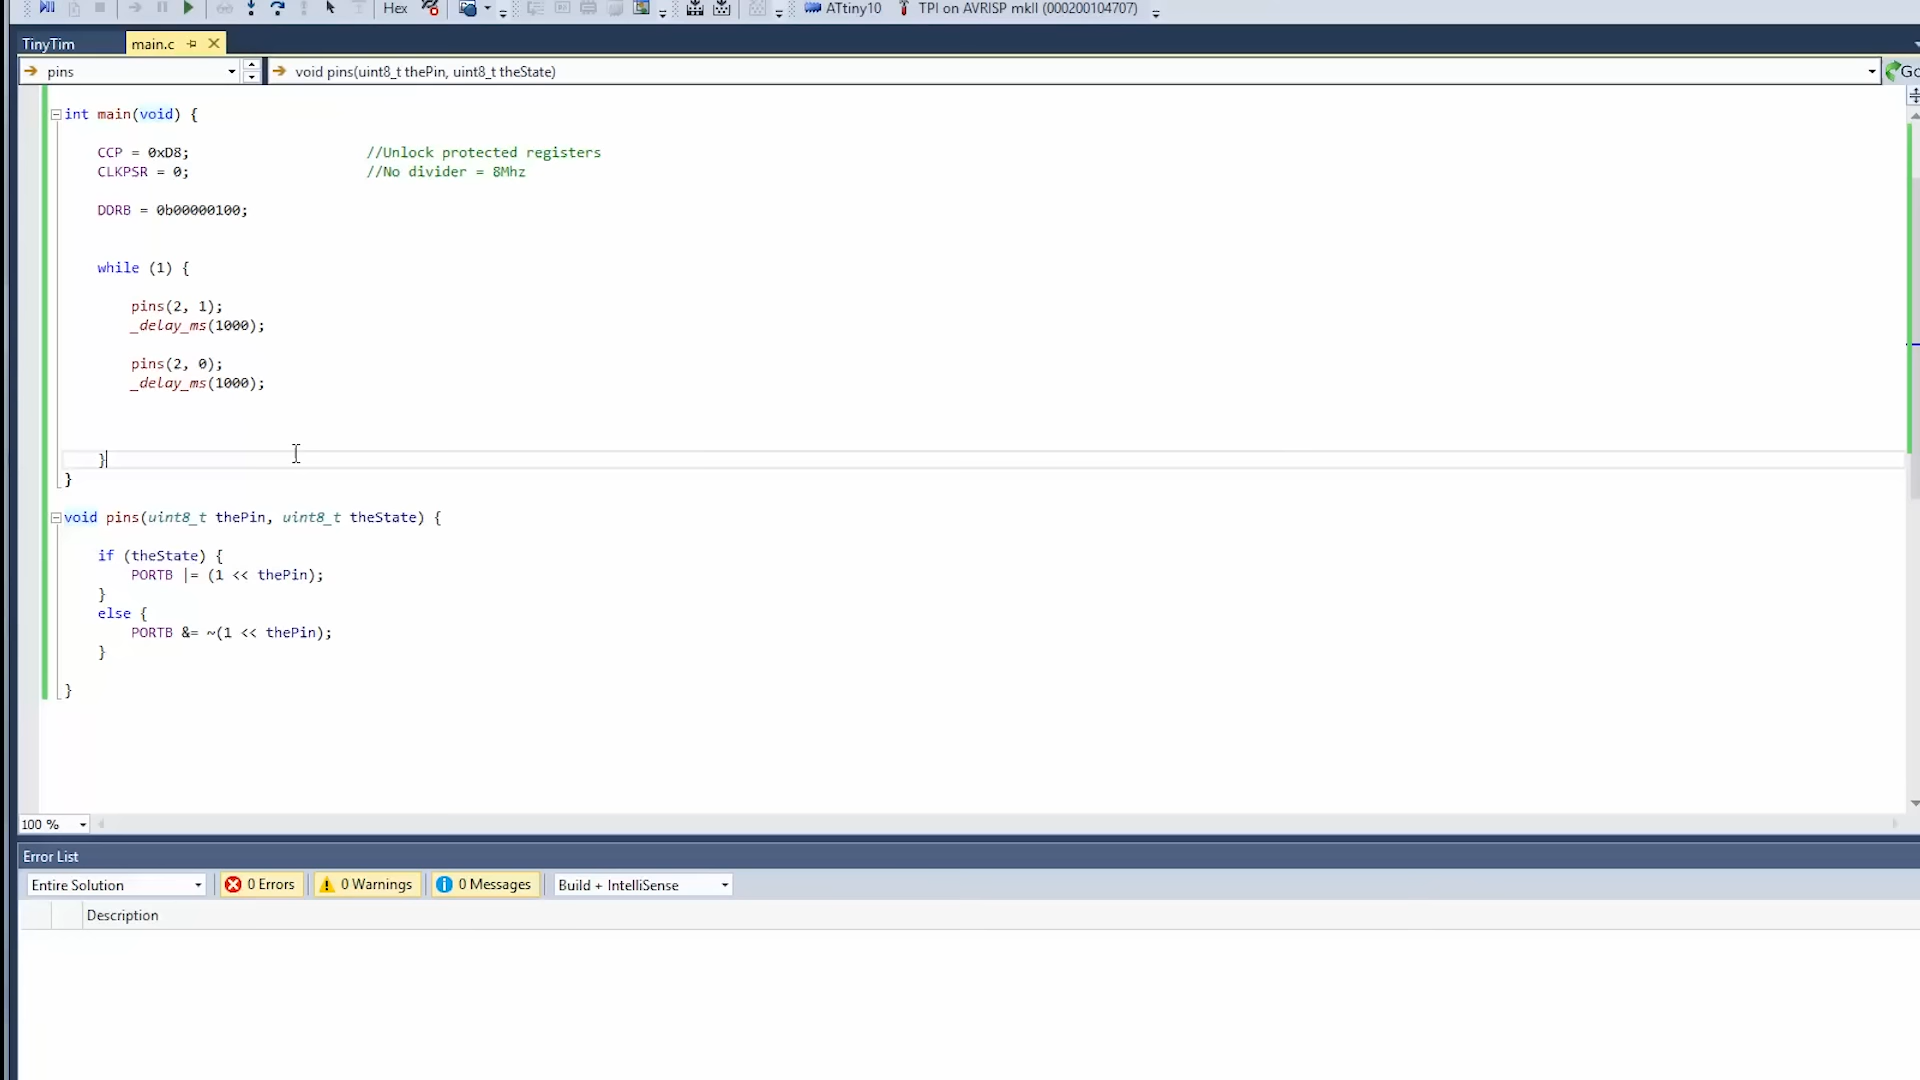 Hex ATtiny10 TPI on AVRISP mkII (000200104707)
TinyTim main.c
pins void pins(uint8_t thePin, uint8_t theState) Go
int main(void) {
CCP = 0xD8; //Unlock protected registers
CLKPSR = 0; //No divider = 8Mhz
DDRB = 0b00000100;
while (1) {
pins(2, 1);
_delay_ms(1000);
pins(2, 0);
_delay_ms(1000);
}
}
void pins(uint8_t thePin, uint8_t theState) {
if (theState) {
PORTB |= (1 << thePin);
}
else {
PORTB &= ~(1 << thePin);
}
}
100 %
Error List
Entire Solution 0 Errors 0 Warnings 0 Messages Build + IntelliSense
Description